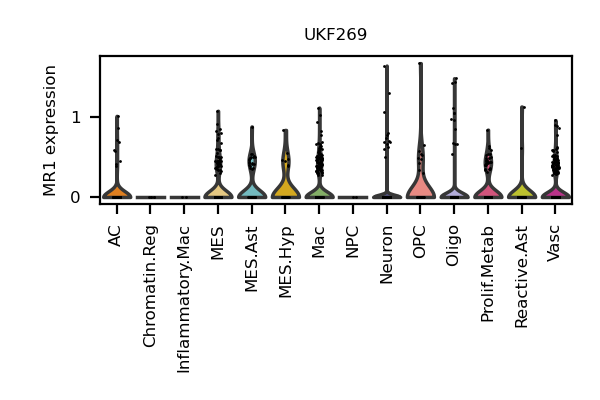 UKF269
MR1 expression
1
0
AC
Chromatin.Reg
Inflammatory.Mac
MES
MES.Ast
MES.Hyp
Mac
NPC
Neuron
OPC
Oligo
Prolif.Metab
Reactive.Ast
Vasc